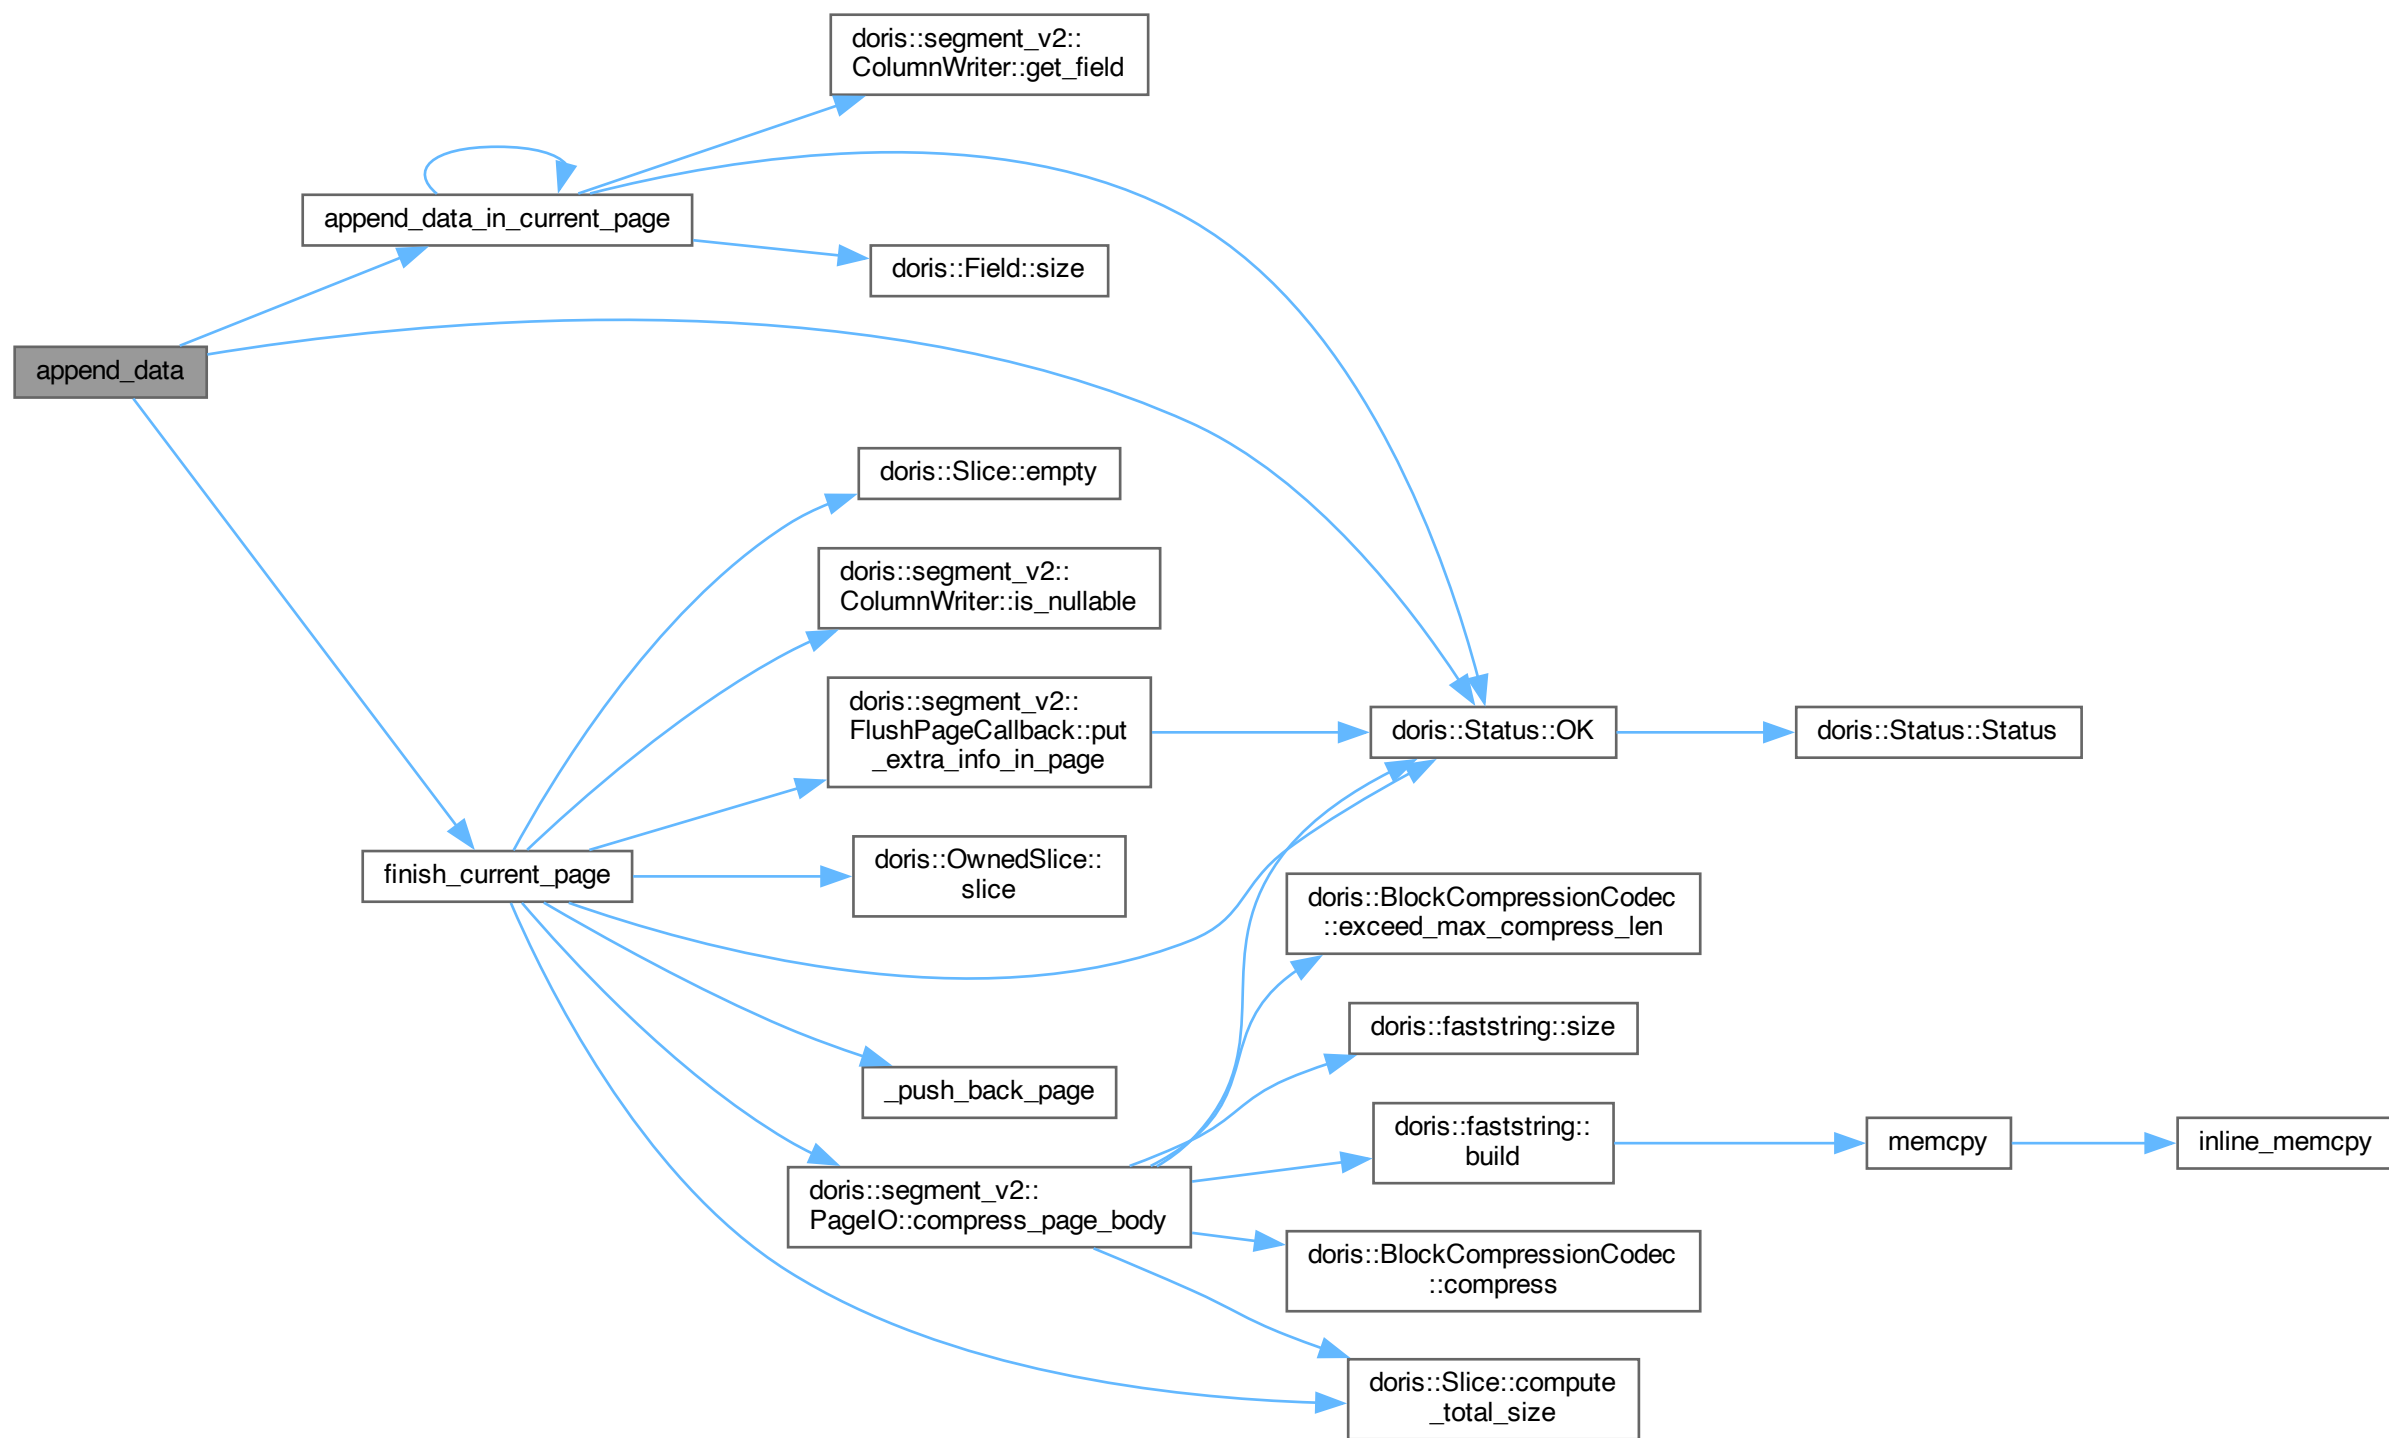 doris::segment_v2::
ColumnWriter::get_field
append_data_in_current_page
doris::Field::size
append_data
doris::Slice::empty
doris::segment_v2::
ColumnWriter::is_nullable
doris::segment_v2::
FlushPageCallback::put
_extra_info_in_page
doris::Status::OK
doris::Status::Status
doris::OwnedSlice::
slice
finish_current_page
doris::BlockCompressionCodec
::exceed_max_compress_len
doris::faststring::size
_push_back_page
doris::faststring::
build
memcpy
inline_memcpy
doris::segment_v2::
PageIO::compress_page_body
doris::BlockCompressionCodec
::compress
doris::Slice::compute
_total_size